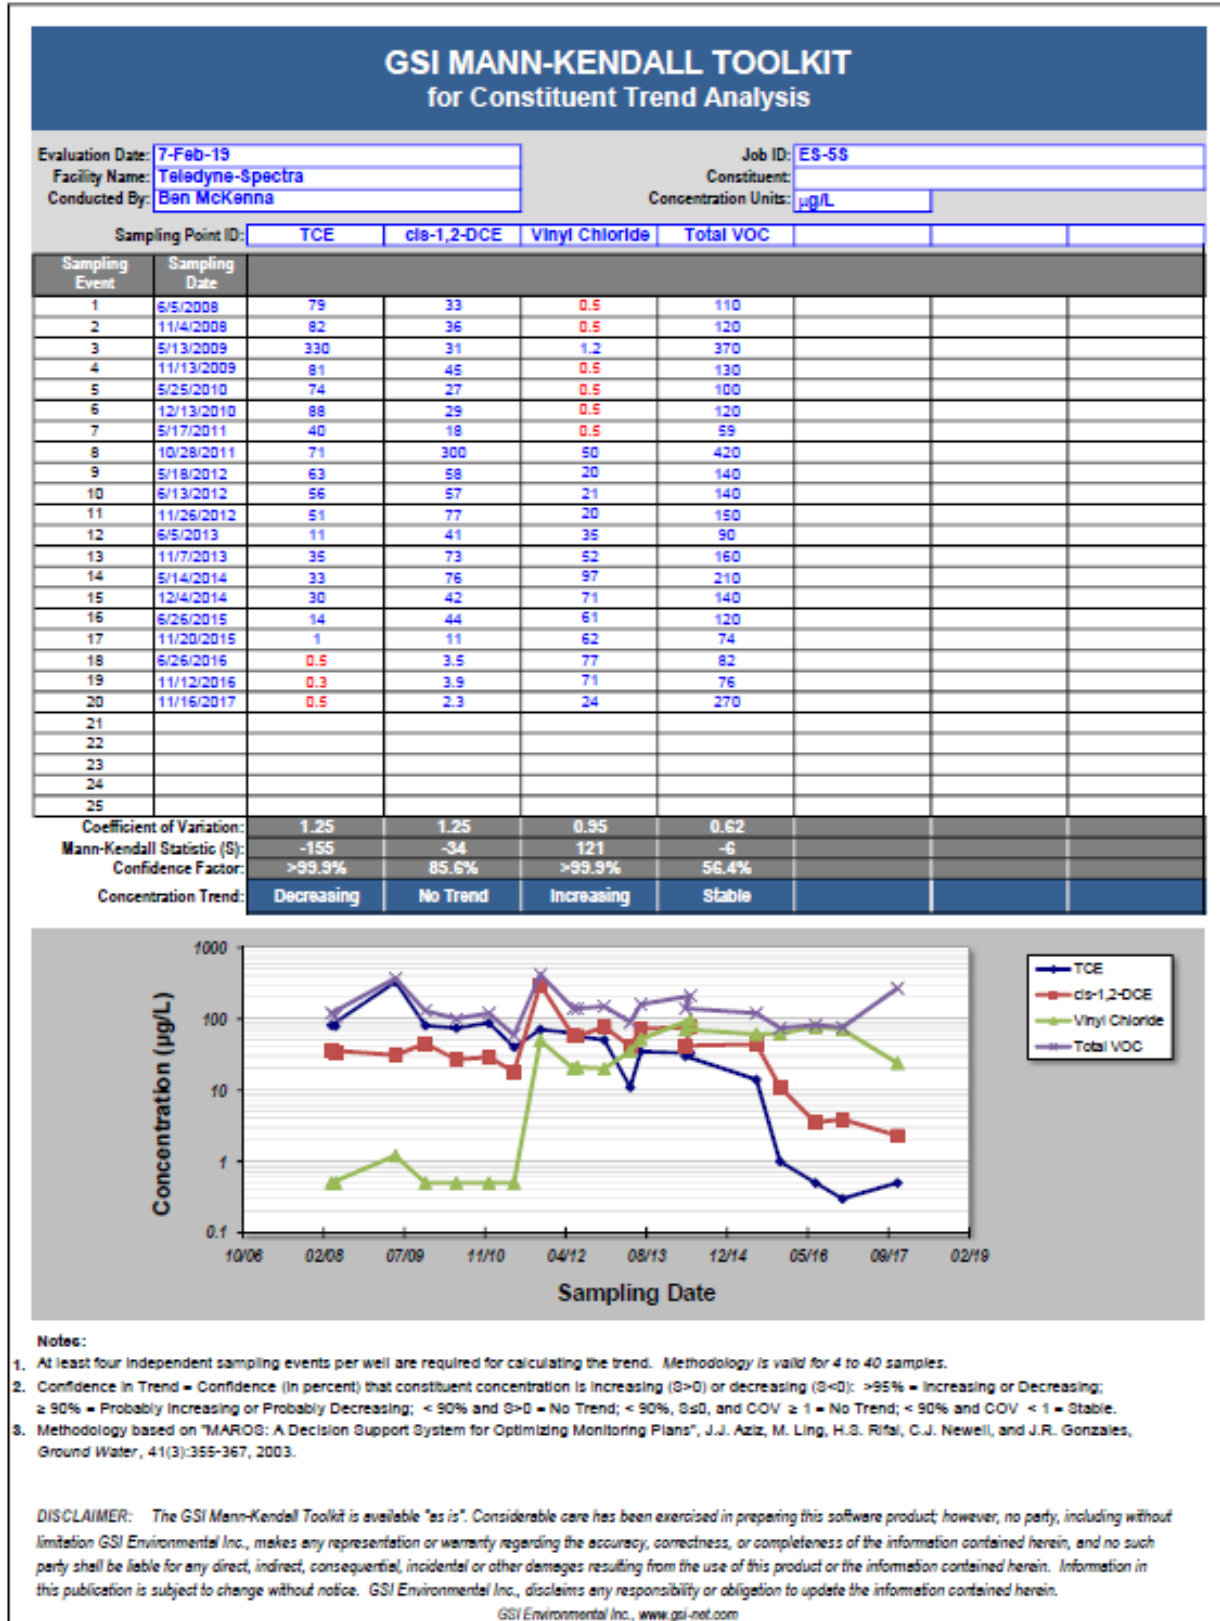 GSI MANN-KENDALL TOOLKIT
for Constituent Trend Analysis
Evaluation Date: 7-Feb-19 Job ID: ES-5S
Facility Name: Teledyne-Spectra Constituent:
Conducted By: Ben McKenna Concentration Units: µg/L
Sampling Point ID: TCE cis-1,2-DCE Vinyl Chloride Total VOC
Sampling Event Sampling Date
1 6/5/2008 79 33 0.5 110
2 11/4/2008 82 36 0.5 120
3 5/13/2009 330 31 1.2 370
4 11/13/2009 81 45 0.5 130
5 5/25/2010 74 27 0.5 100
6 12/13/2010 88 29 0.5 120
7 5/17/2011 40 18 0.5 59
8 10/28/2011 71 300 50 420
9 5/18/2012 63 58 20 140
10 6/13/2012 56 57 21 140
11 11/26/2012 51 77 20 150
12 6/5/2013 11 41 35 90
13 11/7/2013 35 73 52 160
14 5/14/2014 33 76 97 210
15 12/4/2014 30 42 71 140
16 6/26/2015 14 44 61 120
17 11/20/2015 1 11 62 74
18 6/26/2016 0.5 3.5 77 82
19 11/12/2016 0.3 3.9 71 76
20 11/16/2017 0.5 2.3 24 270
21
22
23
24
25
Coefficient of Variation: 1.25 1.25 0.95 0.62
Mann-Kendall Statistic (S): -155 -34 121 -6
Confidence Factor: >99.9% 85.6% >99.9% 56.4%
Concentration Trend: Decreasing No Trend Increasing Stable
Concentration (µg/L)
1000
100
10
1
0.1
10/06 02/08 07/09 11/10 04/12 08/13 12/14 05/16 09/17 02/19
Sampling Date
TCE
cis-1,2-DCE
Vinyl Chloride
Total VOC
Notes:
1. At least four independent sampling events per well are required for calculating the trend. Methodology is valid for 4 to 40 samples.
2. Confidence in Trend = Confidence (in percent) that constituent concentration is increasing (S>0) or decreasing (S<0): >95% = Increasing or Decreasing;
≥ 90% = Probably Increasing or Probably Decreasing; < 90% and S>0 = No Trend; < 90%, S≤0, and COV ≥ 1 = No Trend; < 90% and COV < 1 = Stable.
3. Methodology based on "MAROS: A Decision Support System for Optimizing Monitoring Plans", J.J. Aziz, M. Ling, H.S. Rifai, C.J. Newell, and J.R. Gonzales,
Ground Water, 41(3):355-367, 2003.
DISCLAIMER: The GSI Mann-Kendall Toolkit is available "as is". Considerable care has been exercised in preparing this software product; however, no party, including without
limitation GSI Environmental Inc., makes any representation or warranty regarding the accuracy, correctness, or completeness of the information contained herein, and no such
party shall be liable for any direct, indirect, consequential, incidental or other damages resulting from the use of this product or the information contained herein. Information in
this publication is subject to change without notice. GSI Environmental Inc., disclaims any responsibility or obligation to update the information contained herein.
GSI Environmental Inc., www.gsi-net.com